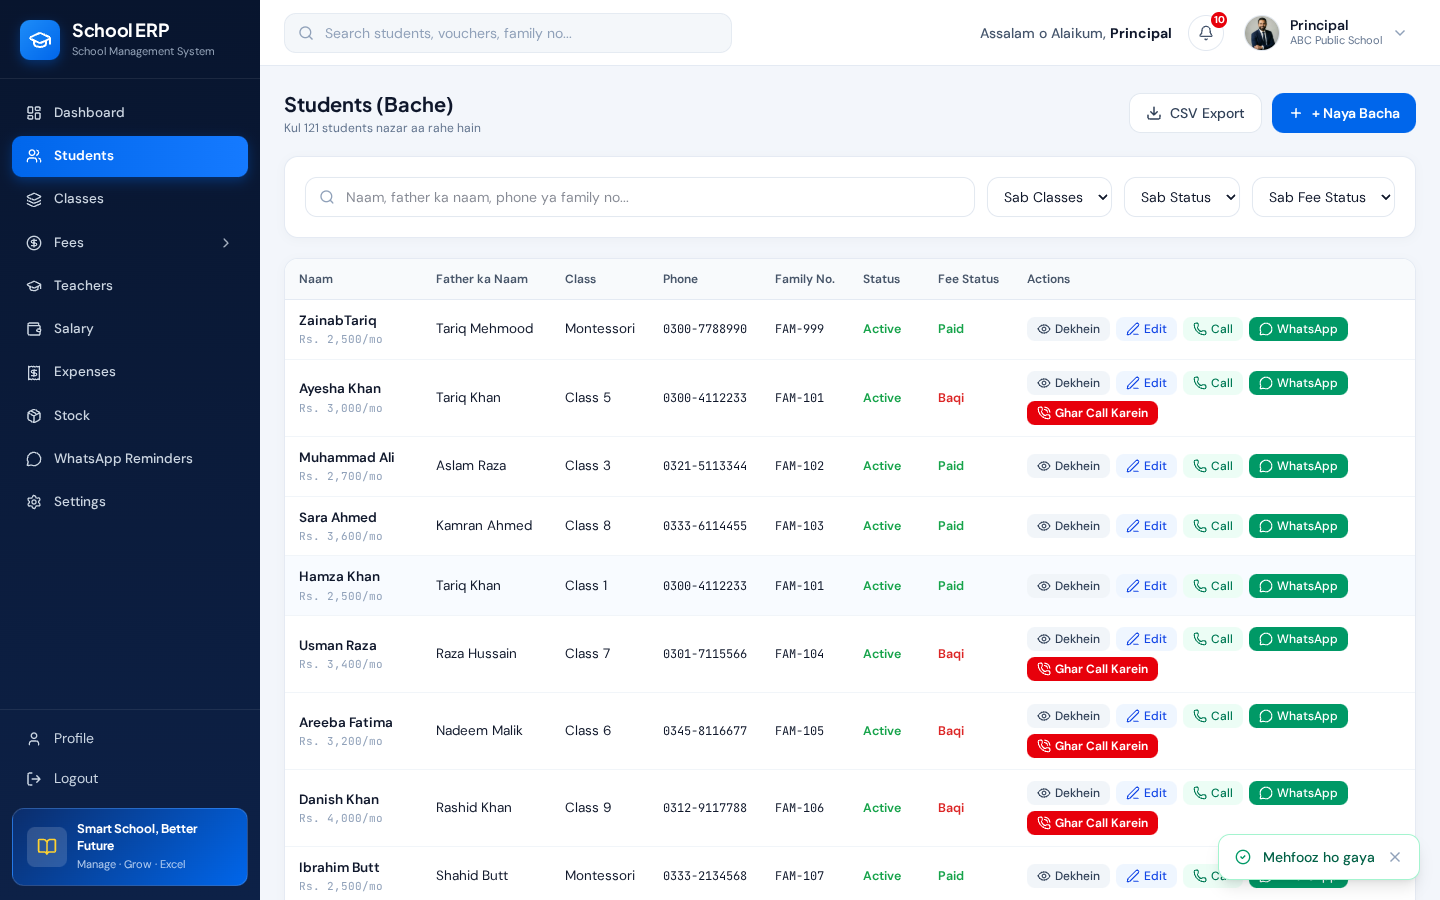 School ERP
School Management System
Search students, vouchers, family no...
Assalam o Alaikum, Principal
10
Principal
ABC Public School
Dashboard
Students
Classes
Fees
Teachers
Salary
Expenses
Stock
WhatsApp Reminders
Settings
Profile
Logout
Smart School, Better
Future
Manage · Grow · Excel
Students (Bache)
Kul 121 students nazar aa rahe hain
CSV Export
+ Naya Bacha
Naam, father ka naam, phone ya family no...
Sab Classes
Sab Status
Sab Fee Status
Naam Father ka Naam Class Phone Family No. Status Fee Status Actions
ZainabTariq
Rs. 2,500/mo
Tariq Mehmood Montessori 0300-7788990 FAM-999 Active Paid Dekhein Edit Call WhatsApp
Ayesha Khan
Rs. 3,000/mo
Tariq Khan Class 5 0300-4112233 FAM-101 Active Baqi Dekhein Edit Call WhatsApp
Ghar Call Karein
Muhammad Ali
Rs. 2,700/mo
Aslam Raza Class 3 0321-5113344 FAM-102 Active Paid Dekhein Edit Call WhatsApp
Sara Ahmed
Rs. 3,600/mo
Kamran Ahmed Class 8 0333-6114455 FAM-103 Active Paid Dekhein Edit Call WhatsApp
Hamza Khan
Rs. 2,500/mo
Tariq Khan Class 1 0300-4112233 FAM-101 Active Paid Dekhein Edit Call WhatsApp
Usman Raza
Rs. 3,400/mo
Raza Hussain Class 7 0301-7115566 FAM-104 Active Baqi Dekhein Edit Call WhatsApp
Ghar Call Karein
Areeba Fatima
Rs. 3,200/mo
Nadeem Malik Class 6 0345-8116677 FAM-105 Active Baqi Dekhein Edit Call WhatsApp
Ghar Call Karein
Danish Khan
Rs. 4,000/mo
Rashid Khan Class 9 0312-9117788 FAM-106 Active Baqi Dekhein Edit Call WhatsApp
Ghar Call Karein
Ibrahim Butt
Rs. 2,500/mo
Shahid Butt Montessori 0333-2134568 FAM-107 Active Paid Dekhein Edit
Mehfooz ho gaya